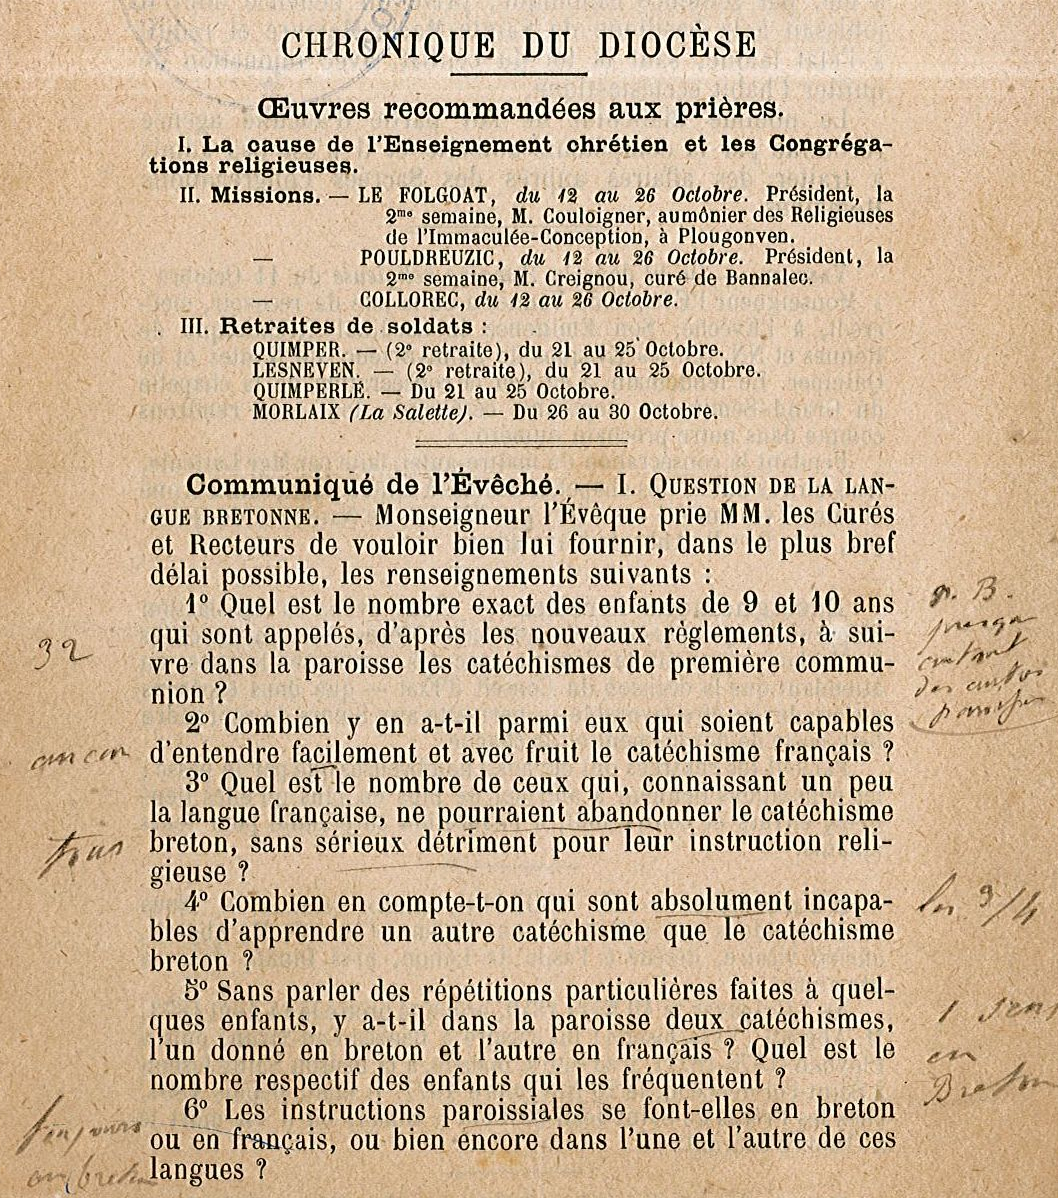 CHRONIQUE DU DIOCÈSE
Œuvres recommandées aux prières.
I. La cause de l'Enseignement chrétien et les Congréga-
tions religieuses.
II. Missions. — LE FOLGOAT, du 12 au 26 Octobre. Président, la
2me semaine, M. Couloigner, aumônier des Religieuses
de l'Immaculée-Conception, à Plougonven.
— POULDREUZIC, du 12 au 26 Octobre. Président, la
2me semaine, M. Creignou, curé de Bannalec.
— COLLOREC, du 12 au 26 Octobre.
III. Retraites de soldats :
QUIMPER. — (2e retraite), du 21 au 25 Octobre.
LESNEVEN. — (2e retraite), du 21 au 25 Octobre.
QUIMPERLÉ. — Du 21 au 25 Octobre.
MORLAIX (La Salette). — Du 26 au 30 Octobre.
Communiqué de l'Évêché. — I. QUESTION DE LA LAN-
GUE BRETONNE. — Monseigneur l'Évêque prie MM. les Curés
et Recteurs de vouloir bien lui fournir, dans le plus bref
délai possible, les renseignements suivants :
1o Quel est le nombre exact des enfants de 9 et 10 ans
qui sont appelés, d'après les nouveaux règlements, à sui-
vre dans la paroisse les catéchismes de première commu-
nion ?
32
2o Combien y en a-t-il parmi eux qui soient capables
d'entendre facilement et avec fruit le catéchisme français ?
aucun
3o Quel est le nombre de ceux qui, connaissant un peu
la langue française, ne pourraient abandonner le catéchisme
breton, sans sérieux détriment pour leur instruction reli-
gieuse ?
tous
4o Combien en compte-t-on qui sont absolument incapa-
bles d'apprendre un autre catéchisme que le catéchisme
breton ?
les 3/4
5o Sans parler des répétitions particulières faites à quel-
ques enfants, y a-t-il dans la paroisse deux catéchismes,
l'un donné en breton et l'autre en français ? Quel est le
nombre respectif des enfants qui les fréquentent ?
1
en
Breton
6o Les instructions paroissiales se font-elles en breton
ou en français, ou bien encore dans l'une et l'autre de ces
langues ?
toujours
en breton